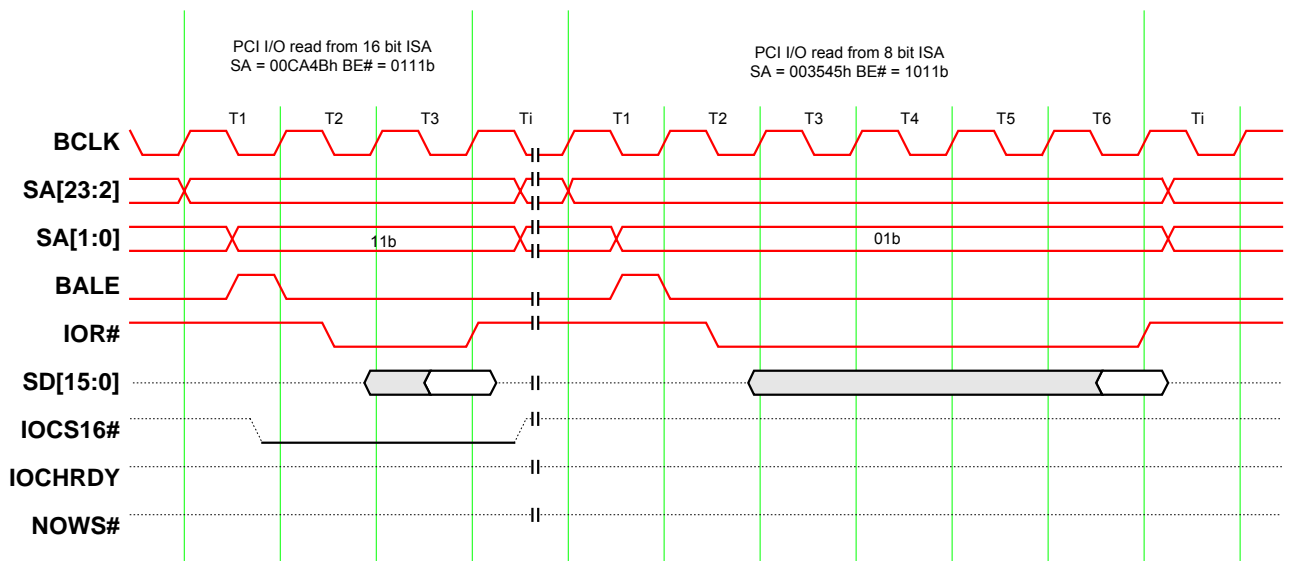 PCI I/O read from 16 bit ISA
SA = 00CA4Bh BE# = 0111b
PCI I/O read from 8 bit ISA
SA = 003545h BE# = 1011b
T1 T2 T3 Ti T1 T2 T3 T4 T5 T6 Ti
BCLK
SA[23:2]
SA[1:0] 11b 01b
BALE
IOR#
SD[15:0]
IOCS16#
IOCHRDY
NOWS#